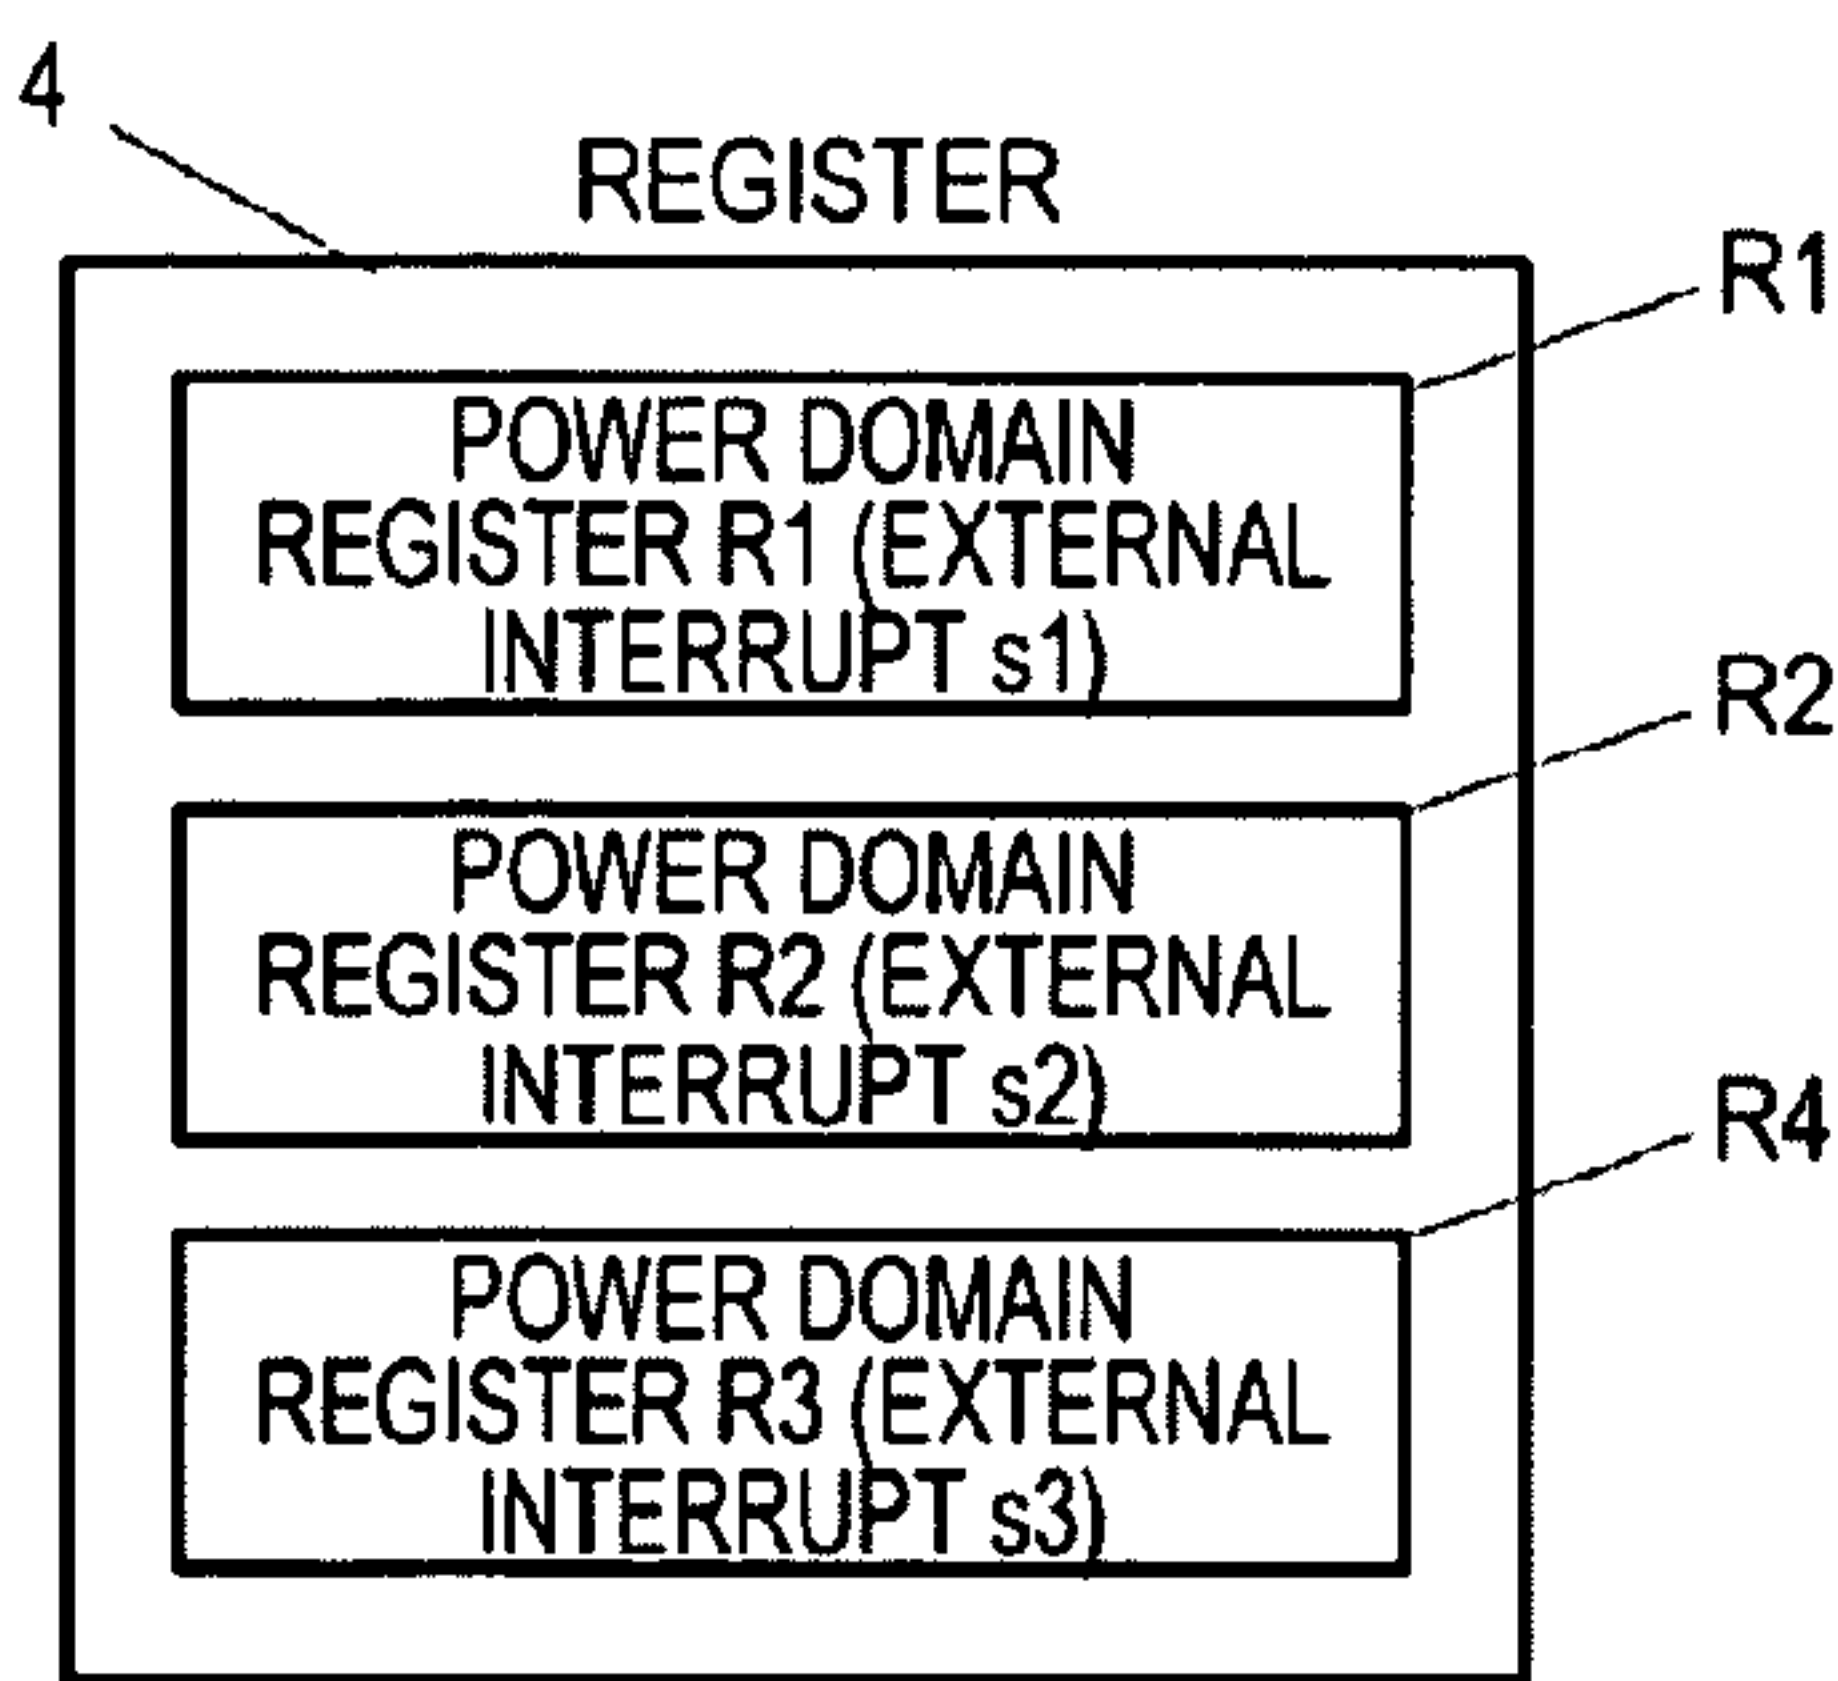 4
REGISTER
R1
POWER DOMAIN
REGISTER R1 (EXTERNAL
INTERRUPT s1)
R2
POWER DOMAIN
REGISTER R2 (EXTERNAL
INTERRUPT s2)
R4
POWER DOMAIN
REGISTER R3 (EXTERNAL
INTERRUPT s3)